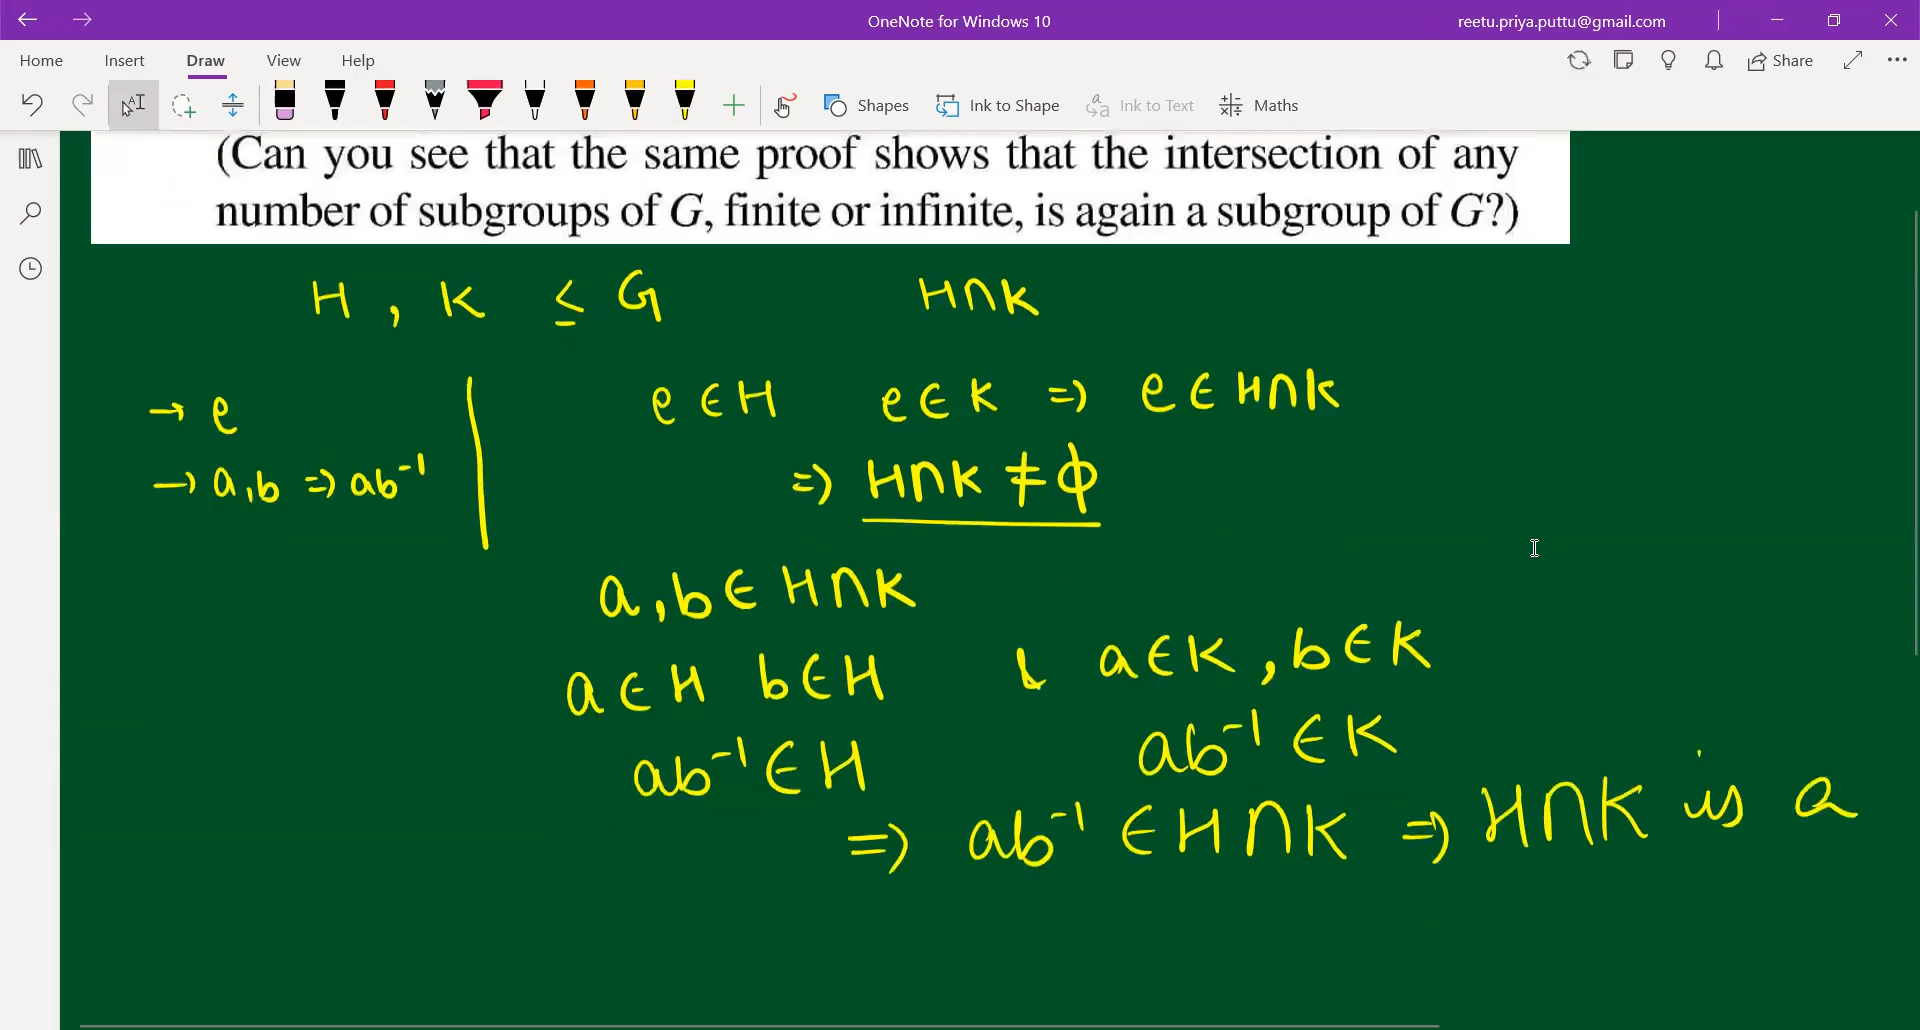 OneNote for Windows 10
reetu.priya.puttu@gmail.com
Home Insert Draw View Help
Share
Shapes Ink to Shape Ink to Text Maths
(Can you see that the same proof shows that the intersection of any
number of subgroups of G, finite or infinite, is again a subgroup of G?)
H , K ≤ G H∩K
→ e
→ a,b ⇒ ab⁻¹
e ∈ H e ∈ K ⇒ e ∈ H∩K
⇒ H∩K ≠ ϕ
a,b ∈ H∩K
a ∈ H b ∈ H & a ∈ K , b ∈ K
ab⁻¹ ∈ H ab⁻¹ ∈ K
⇒ ab⁻¹ ∈ H∩K ⇒ H∩K is a